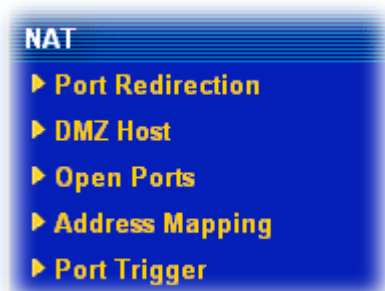 NAT
Port Redirection
DMZ Host
Open Ports
Address Mapping
Port Trigger